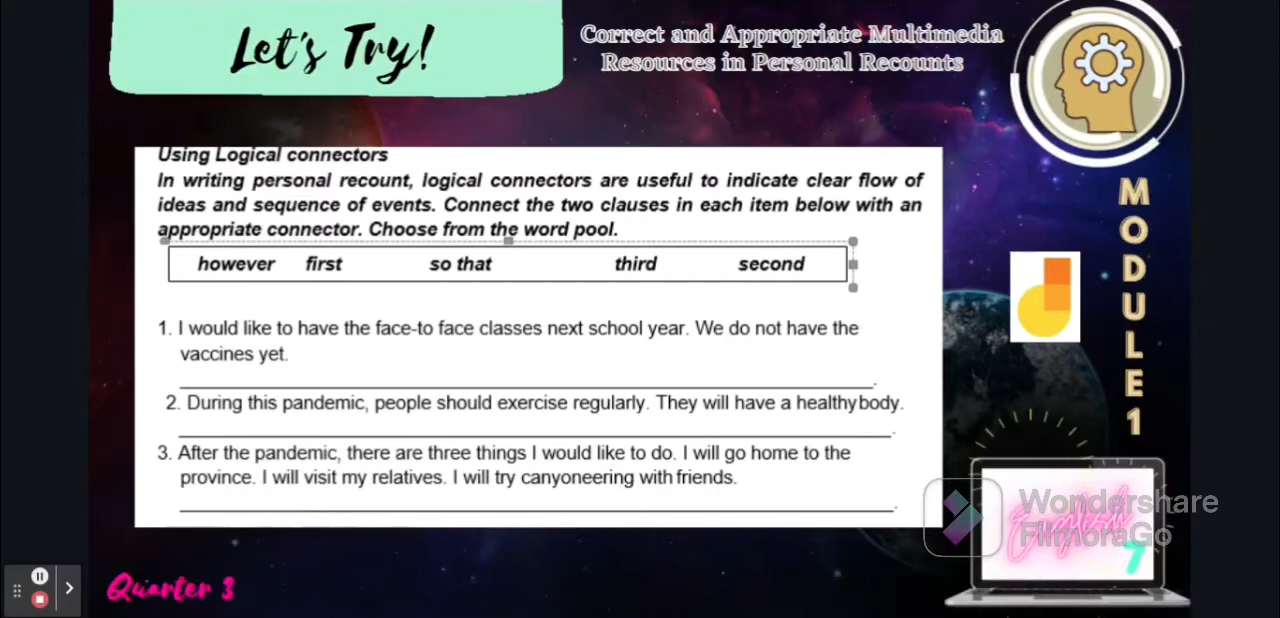 Let's Try!
Correct and Appropriate Multimedia
Resources in Personal Recounts
Using Logical connectors
In writing personal recount, logical connectors are useful to indicate clear flow of
ideas and sequence of events. Connect the two clauses in each item below with an
appropriate connector. Choose from the word pool.
however first so that third second
1. I would like to have the face-to face classes next school year. We do not have the
vaccines yet.
2. During this pandemic, people should exercise regularly. They will have a healthy body.
3. After the pandemic, there are three things I would like to do. I will go home to the
province. I will visit my relatives. I will try canyoneering with friends.
MODULE 1
Wondershare
FilmoraGo
English
7
Quarter 3